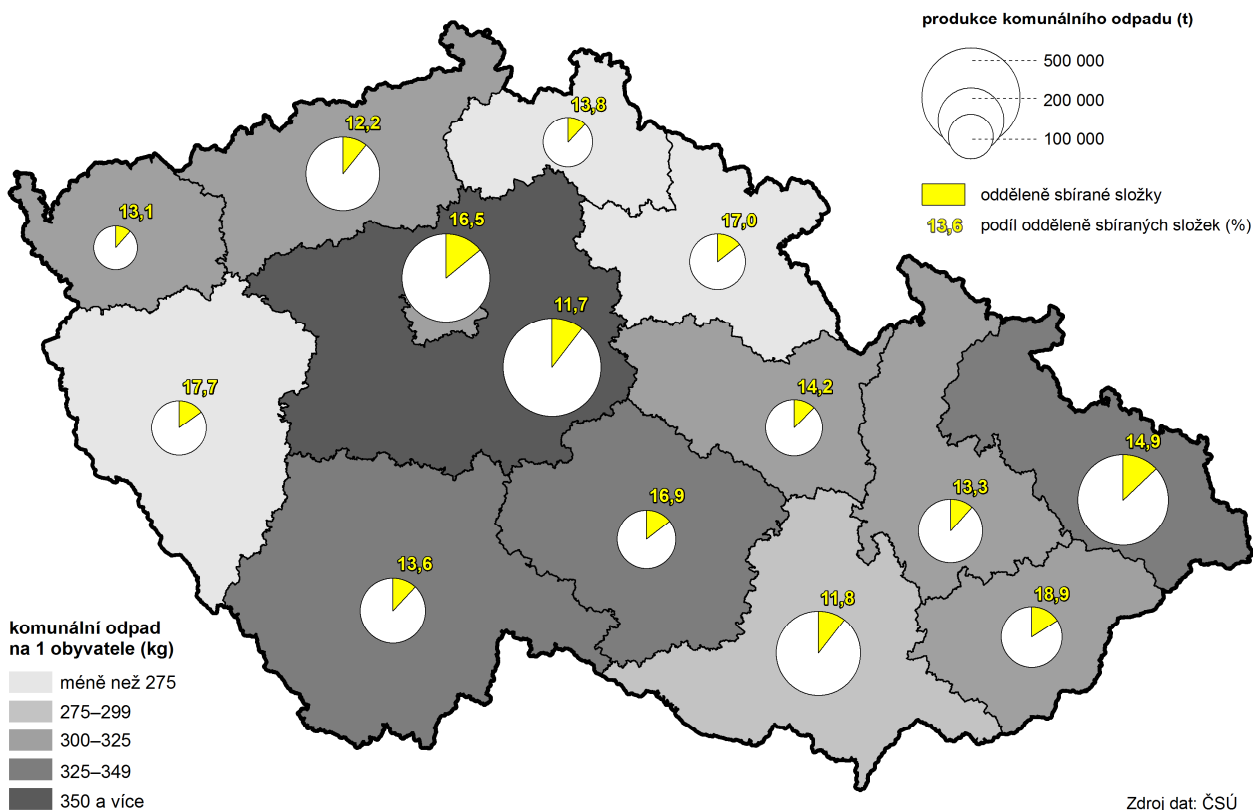 produkce komunálního odpadu (t)
500 000
200 000
100 000
odděleně sbírané složky
13,6 podíl odděleně sbíraných složek (%)
13,8
12,2
13,1
16,5
17,0
11,7
17,7
14,2
14,9
16,9
13,3
13,6
11,8
18,9
komunální odpad
na 1 obyvatele (kg)
méně než 275
275–299
300–325
325–349
350 a více
Zdroj dat: ČSÚ